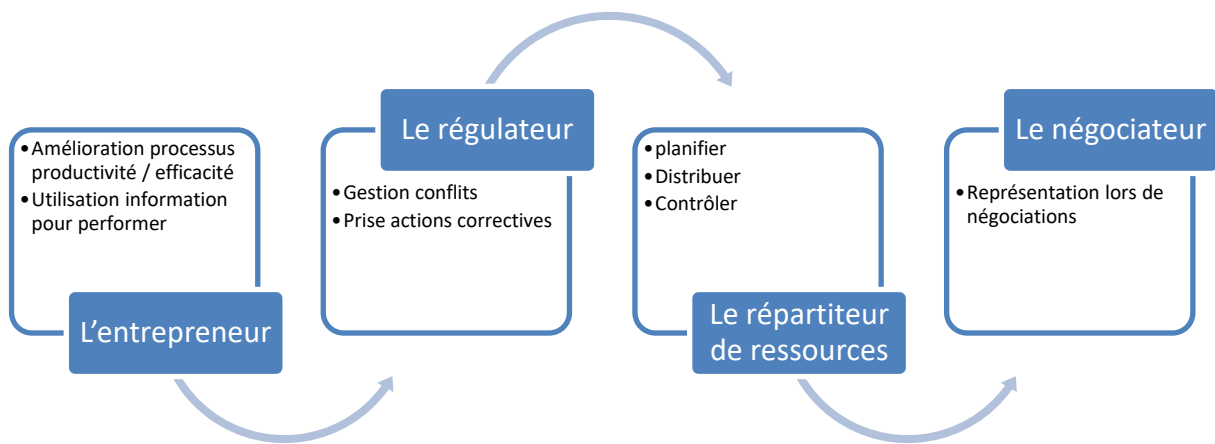 •Amélioration processus
productivité / efficacité
•Utilisation information
pour performer
L’entrepreneur
Le régulateur
•Gestion conflits
•Prise actions correctives
•planifier
•Distribuer
•Contrôler
Le répartiteur
de ressources
Le négociateur
•Représentation lors de
négociations